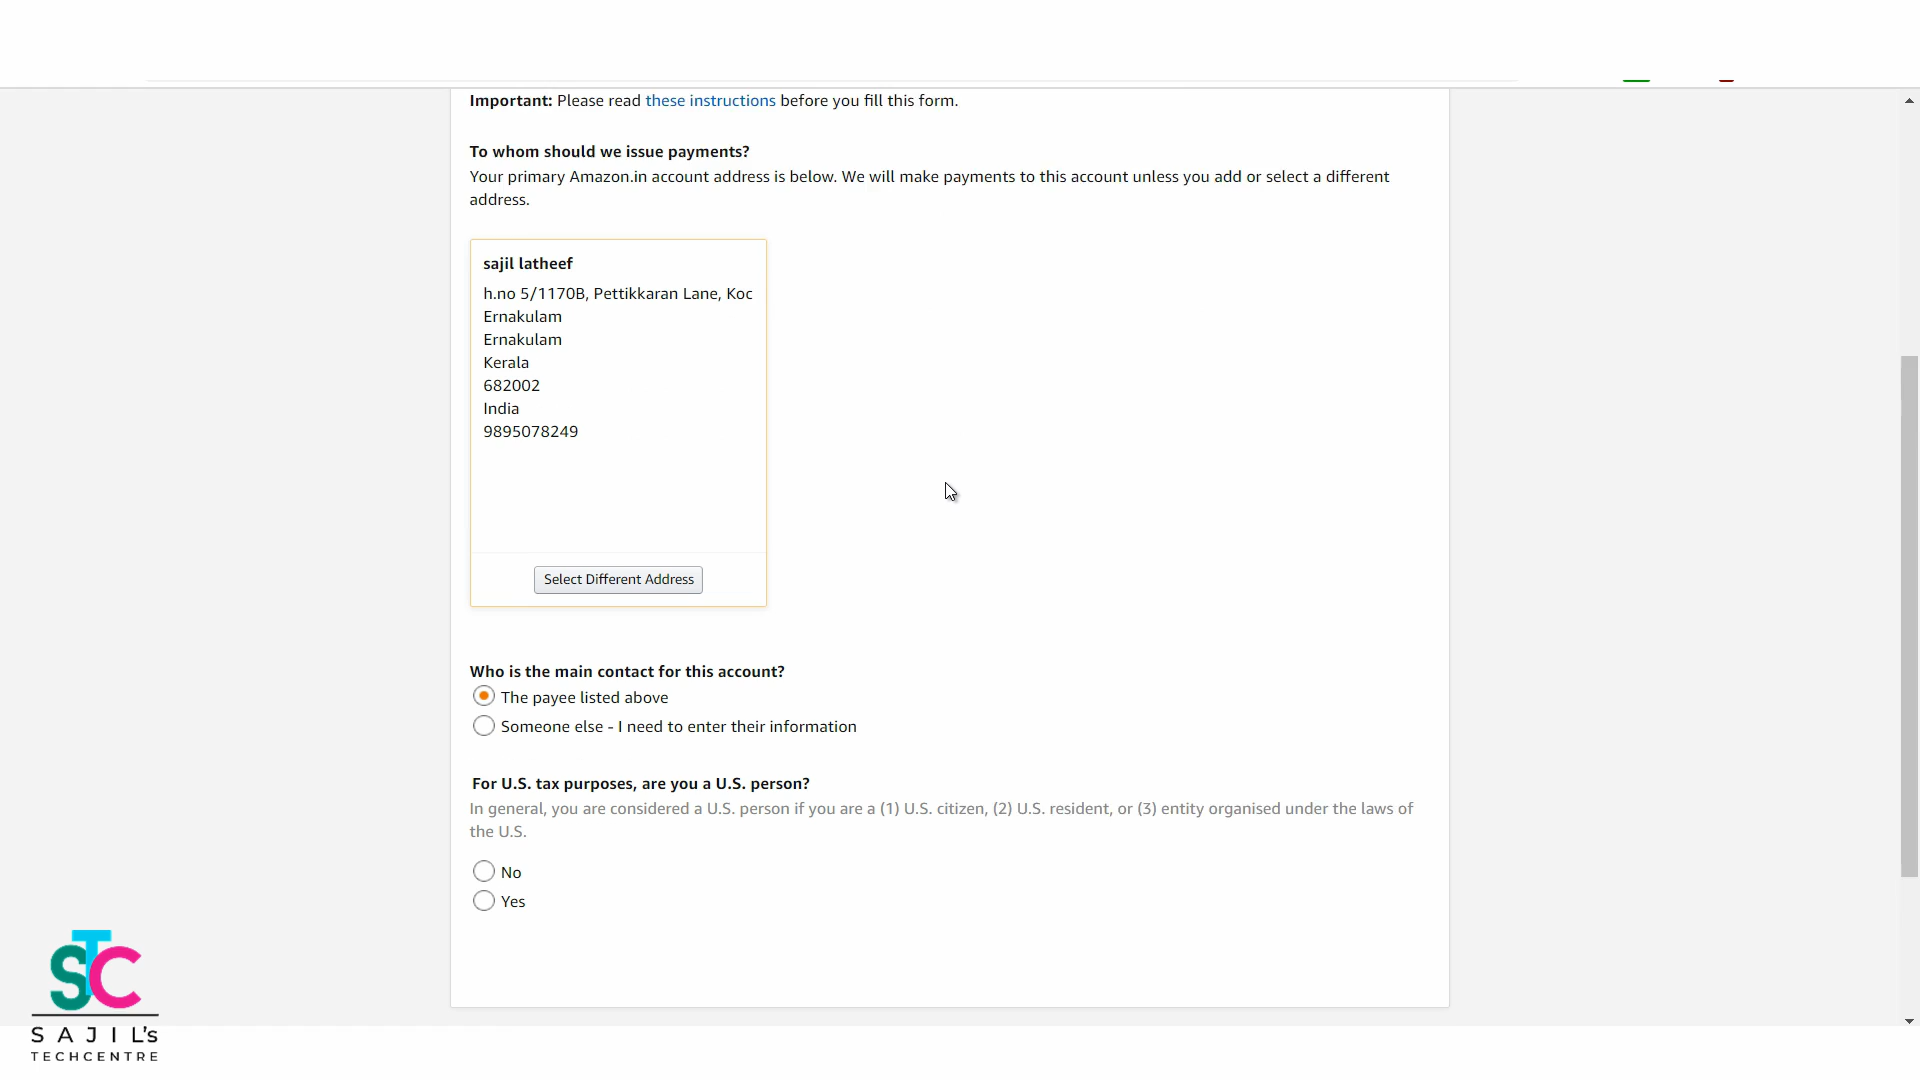 Important: Please read these instructions before you fill this form.
To whom should we issue payments?
Your primary Amazon.in account address is below. We will make payments to this account unless you add or select a different
address.
sajil latheef
h.no 5/1170B, Pettikkaran Lane, Koc
Ernakulam
Ernakulam
Kerala
682002
India
9895078249
Select Different Address
Who is the main contact for this account?
The payee listed above
Someone else - I need to enter their information
For U.S. tax purposes, are you a U.S. person?
In general, you are considered a U.S. person if you are a (1) U.S. citizen, (2) U.S. resident, or (3) entity organised under the laws of
the U.S.
No
Yes
STC
SAJIL's
TECHCENTRE